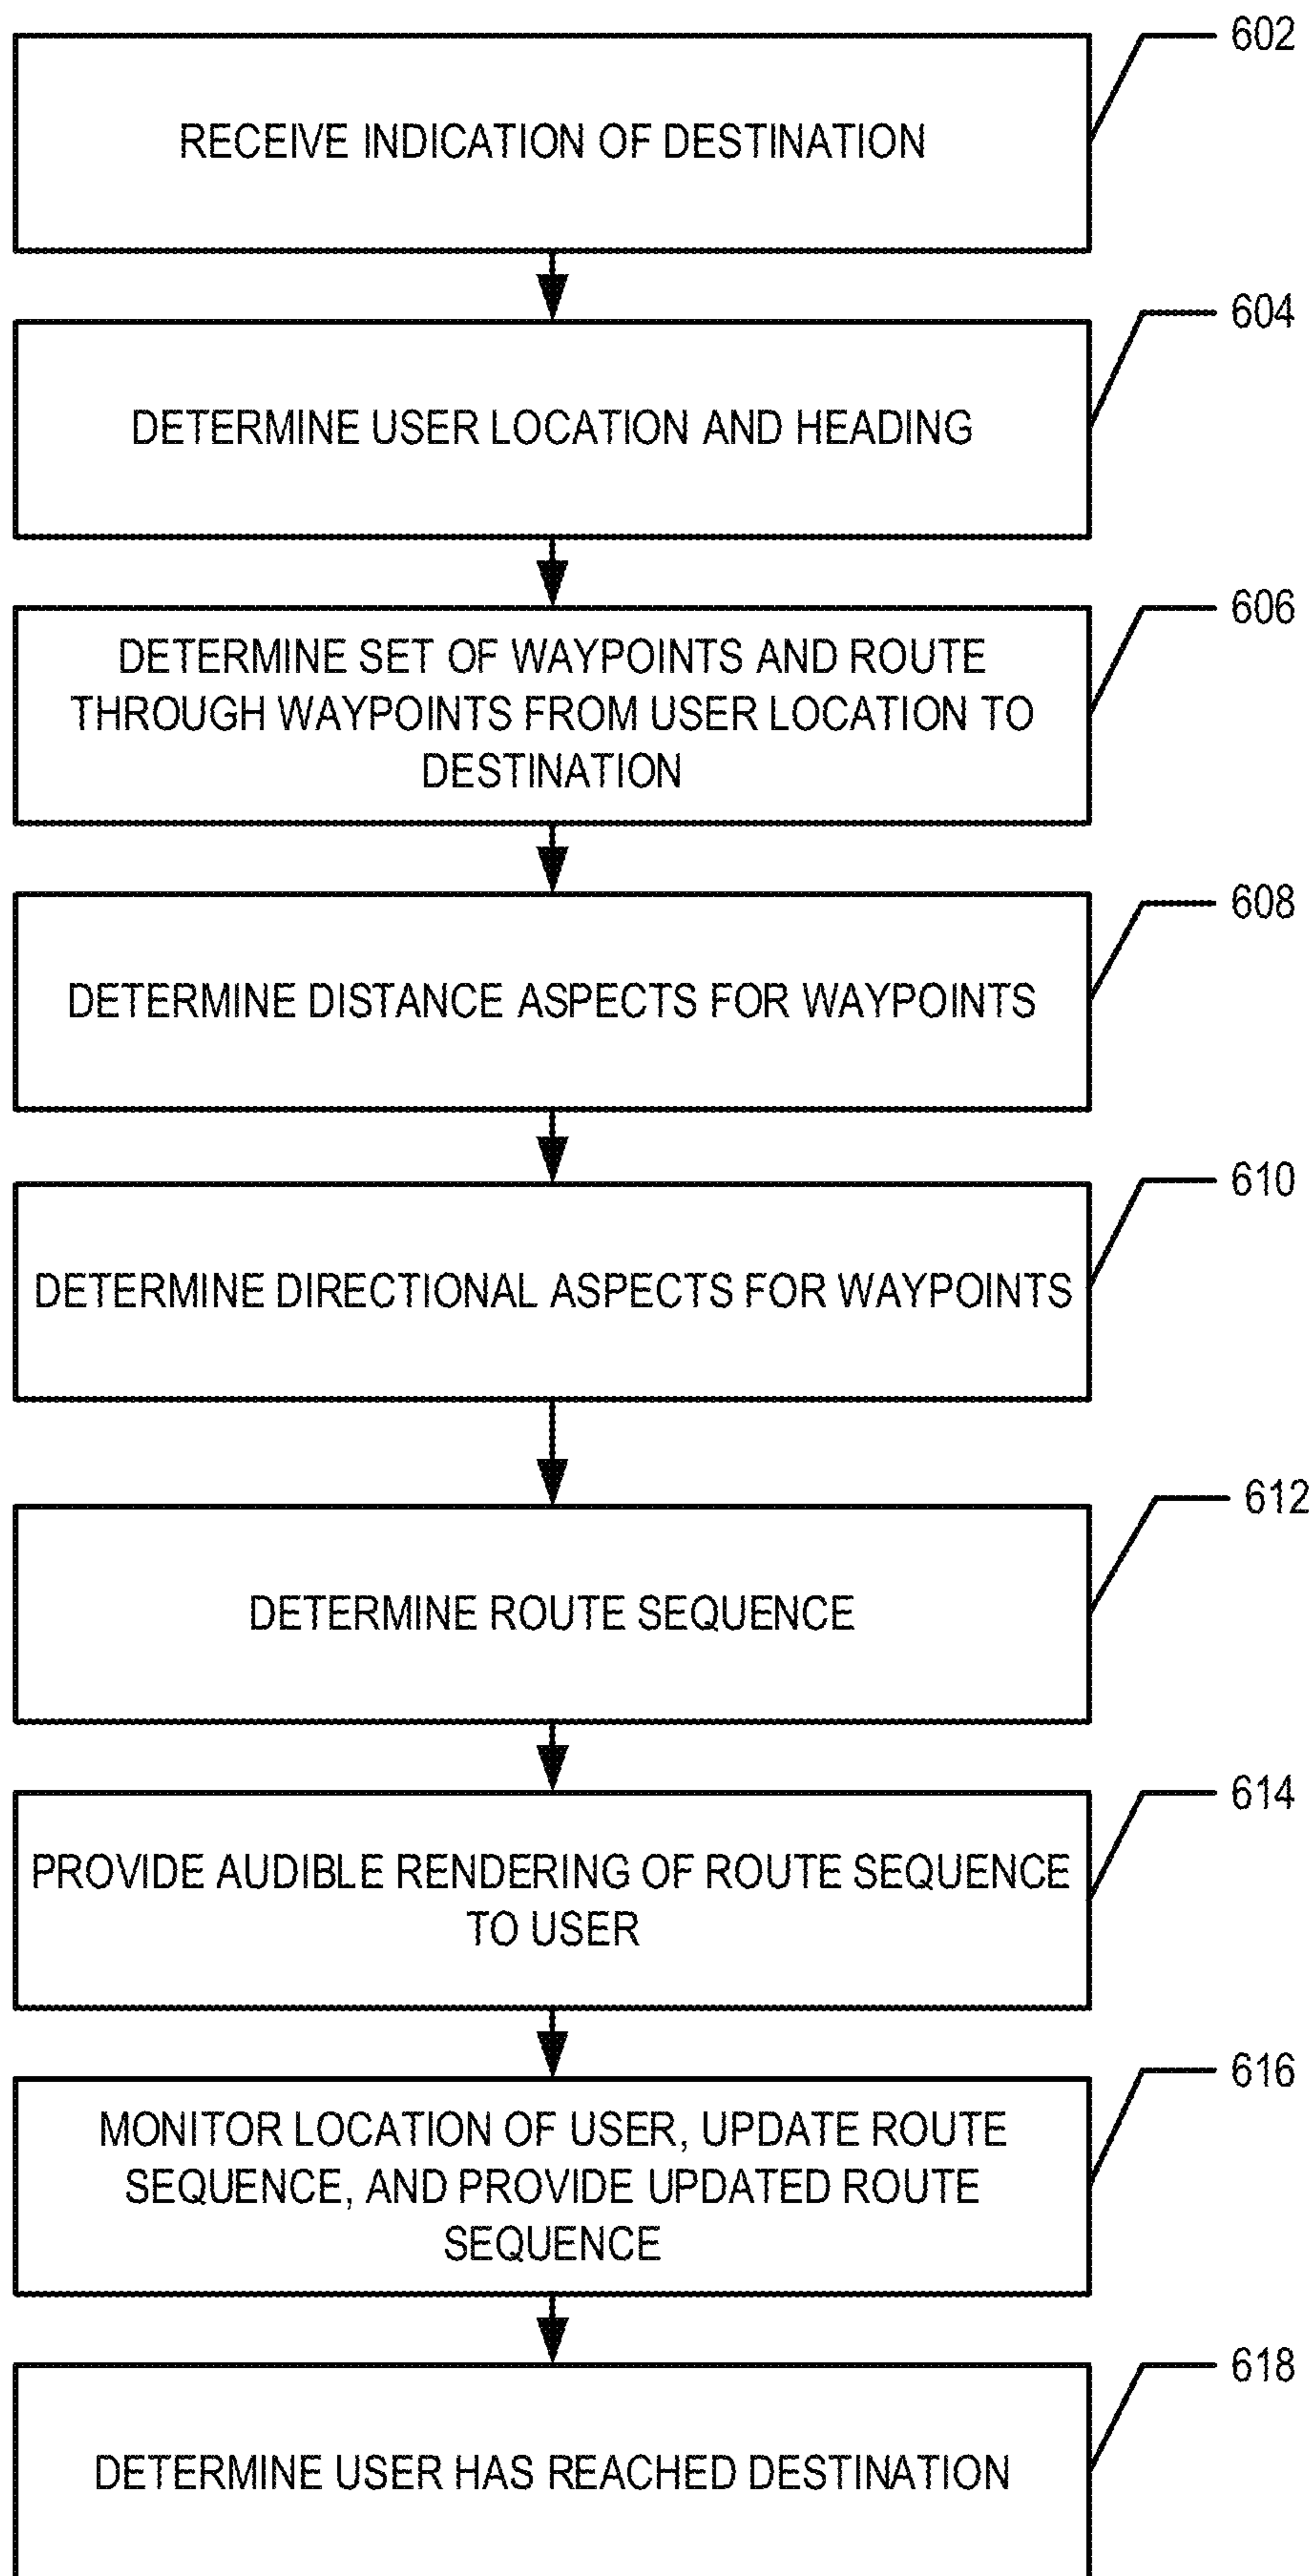 602
RECEIVE INDICATION OF DESTINATION
604
DETERMINE USER LOCATION AND HEADING
606
DETERMINE SET OF WAYPOINTS AND ROUTE
THROUGH WAYPOINTS FROM USER LOCATION TO
DESTINATION
608
DETERMINE DISTANCE ASPECTS FOR WAYPOINTS
610
DETERMINE DIRECTIONAL ASPECTS FOR WAYPOINTS
612
DETERMINE ROUTE SEQUENCE
614
PROVIDE AUDIBLE RENDERING OF ROUTE SEQUENCE
TO USER
616
MONITOR LOCATION OF USER, UPDATE ROUTE
SEQUENCE, AND PROVIDE UPDATED ROUTE
SEQUENCE
618
DETERMINE USER HAS REACHED DESTINATION